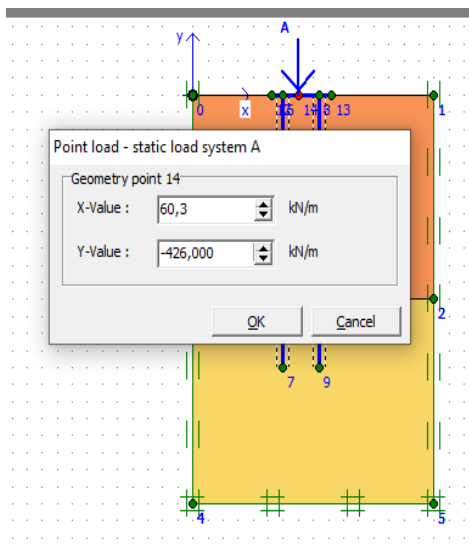 y
A
0
x
14
13
1
Point load - static load system A
Geometry point 14
X-Value :
60,3
kN/m
Y-Value :
-426,000
kN/m
OK
Cancel
2
7
9
4
5